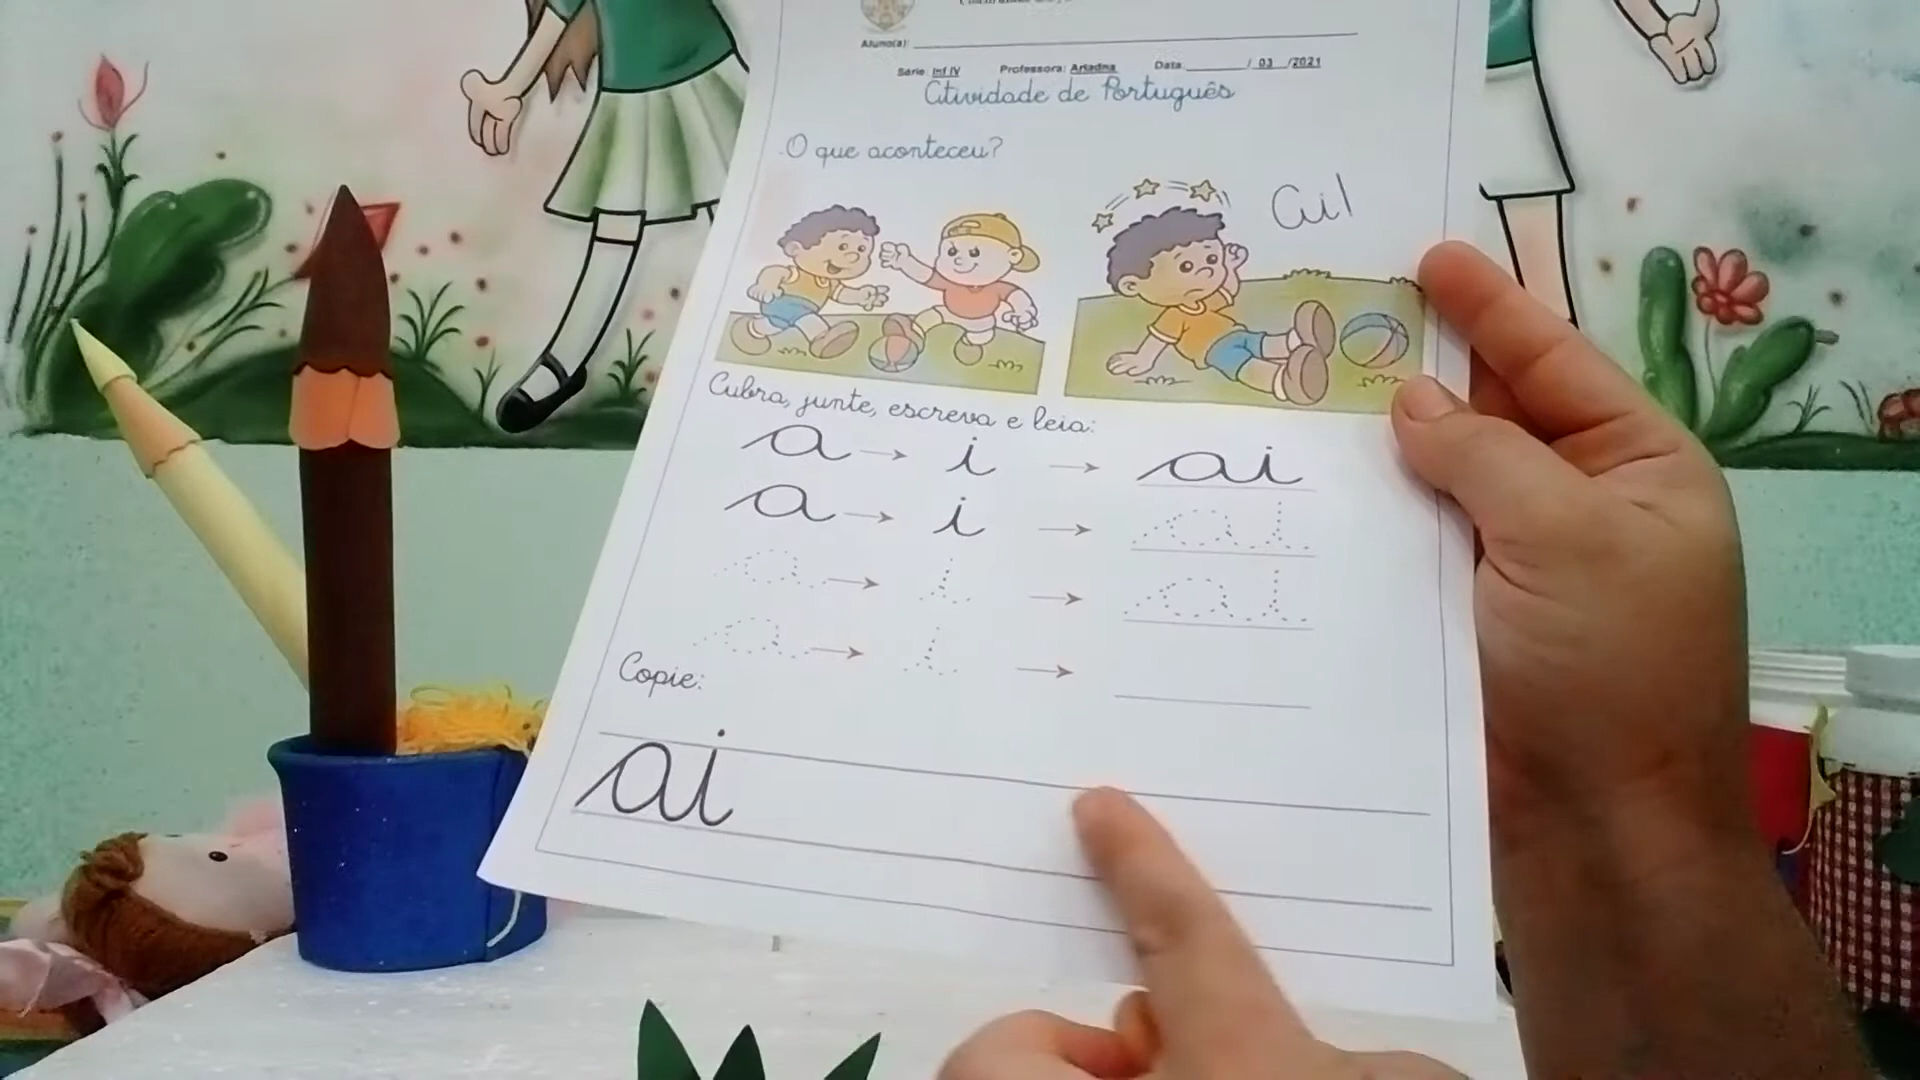 Aluno(a):
Série: Inf IV Professora: Ariadna Data: / 03 /2021
Atividade de Português
O que aconteceu?
Ai!
Cubra, junte, escreva e leia:
a → i → ai
a → i → ai
a → i → ai
a → i →
Copie:
ai